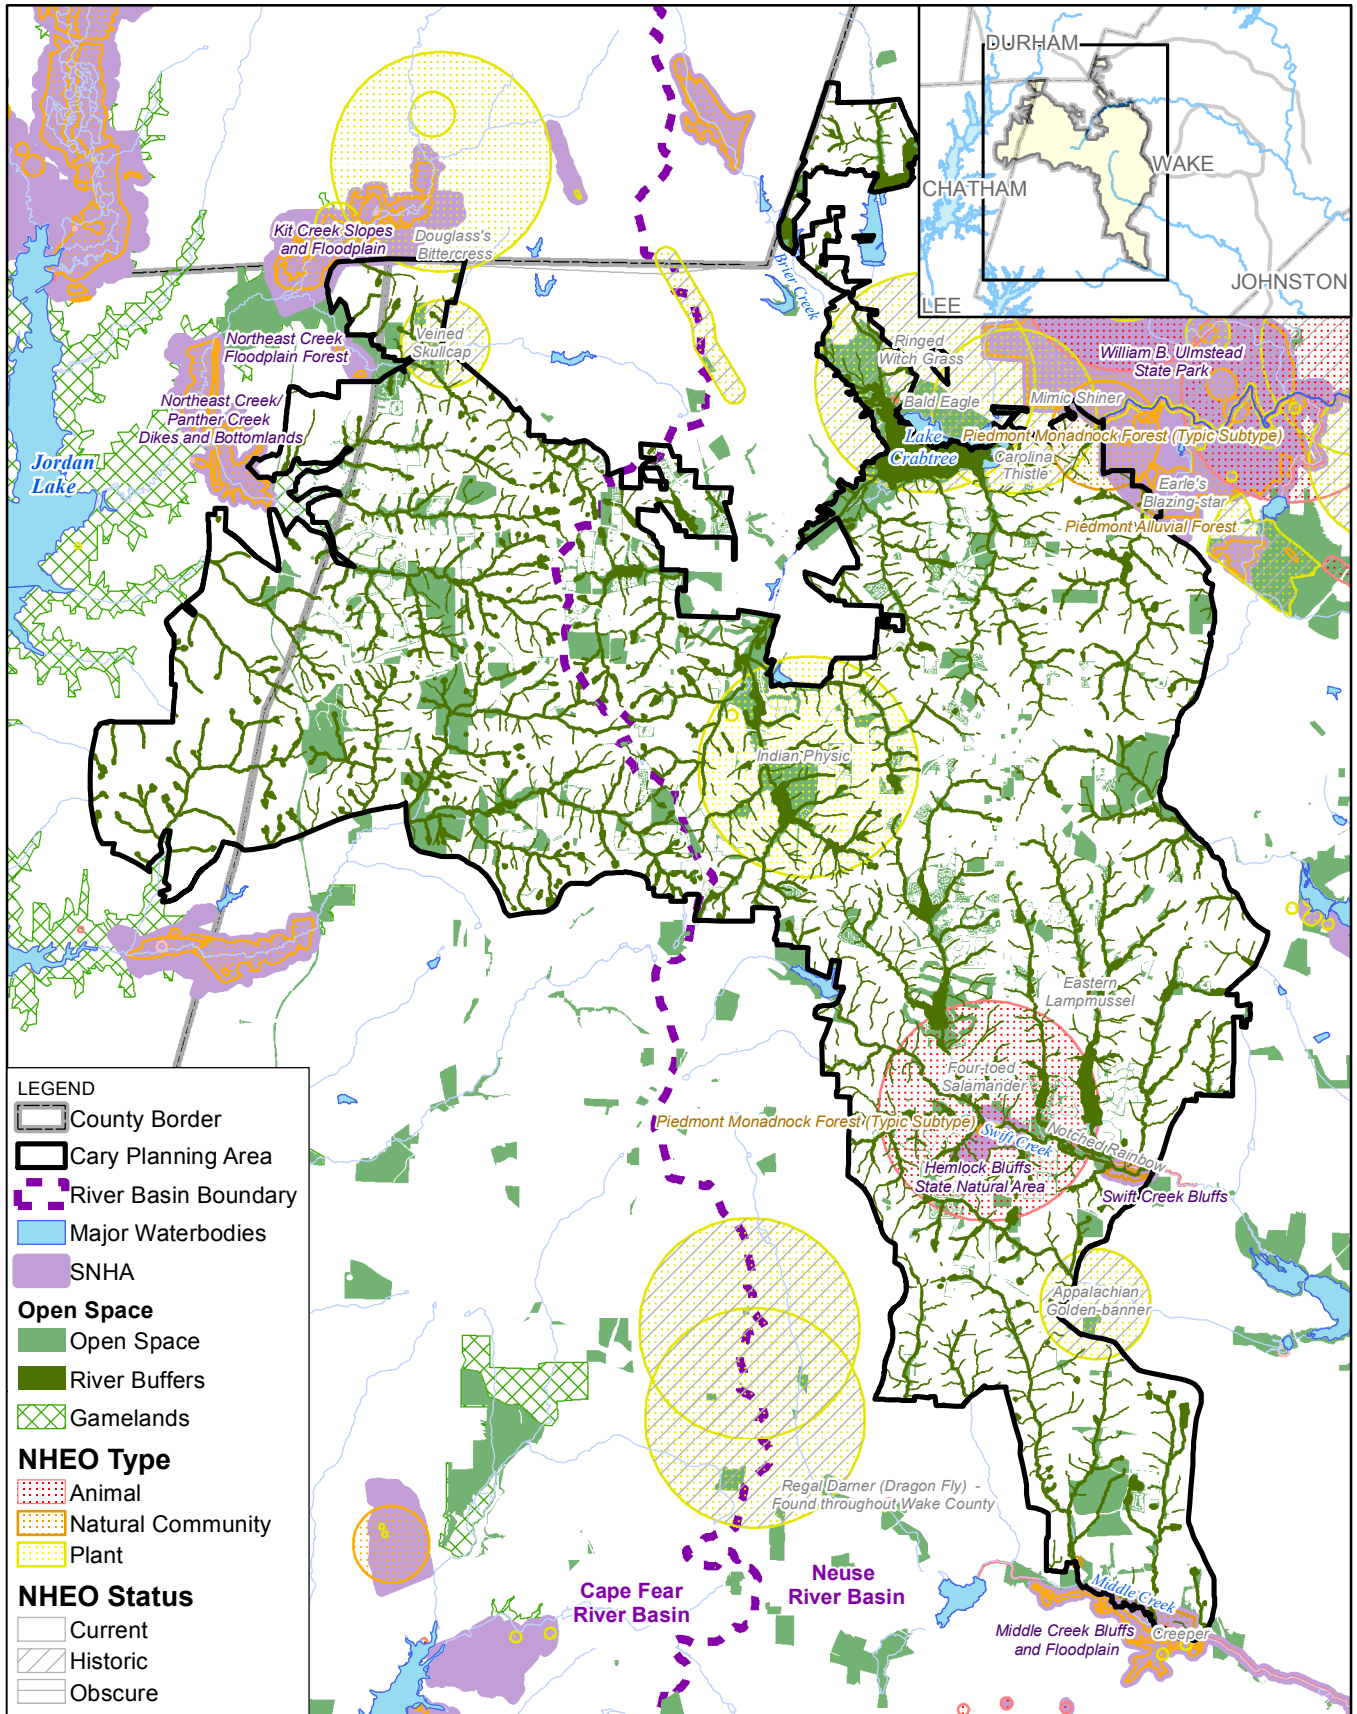 DURHAM
WAKE
CHATHAM
JOHNSTON
LEE
Kit Creek Slopes
and Floodplain
Douglass's
Bittercress
Brier Creek
Veined
Skullcap
Northeast Creek
Floodplain Forest
Ringed
Witch Grass
William B. Ulmstead
State Park
Bald Eagle
Mimic Shiner
Northeast Creek/
Panther Creek
Dikes and Bottomlands
Lake
Crabtree
Piedmont Monadnock Forest (Typic Subtype)
Carolina
Thistle
Jordan
Lake
Earle's
Blazing-star
Piedmont Alluvial Forest
Indian Physic
Eastern
Lampmussel
Four-toed
Salamander
Piedmont Monadnock Forest (Typic Subtype)
Swift Creek
Notched Rainbow
Hemlock Bluffs
State Natural Area
Swift Creek Bluffs
Appalachian
Golden-banner
Regal Darner (Dragon Fly) -
Found throughout Wake County
Cape Fear
River Basin
Neuse
River Basin
Middle Creek
Middle Creek Bluffs
and Floodplain
Creeper
LEGEND
County Border
Cary Planning Area
River Basin Boundary
Major Waterbodies
SNHA
Open Space
Open Space
River Buffers
Gamelands
NHEO Type
Animal
Natural Community
Plant
NHEO Status
Current
Historic
Obscure